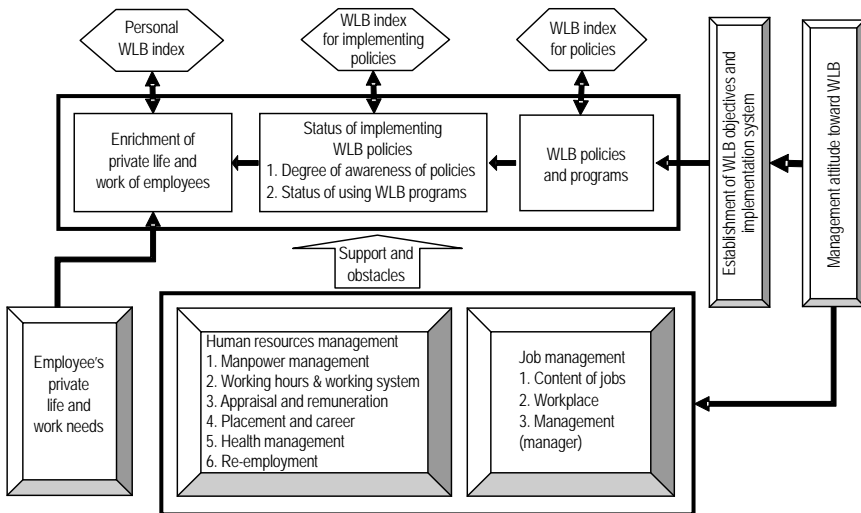 Personal
WLB index
WLB index
for implementing
policies
WLB index
for policies
Enrichment of
private life and
work of employees
Status of implementing
WLB policies
1. Degree of awareness of policies
2. Status of using WLB programs
WLB policies
and programs
Establishment of WLB objectives and
implementation system
Management attitude toward WLB
Support and
obstacles
Employee's
private
life and
work needs
Human resources management
1. Manpower management
2. Working hours & working system
3. Appraisal and remuneration
4. Placement and career
5. Health management
6. Re-employment
Job management
1. Content of jobs
2. Workplace
3. Management
(manager)